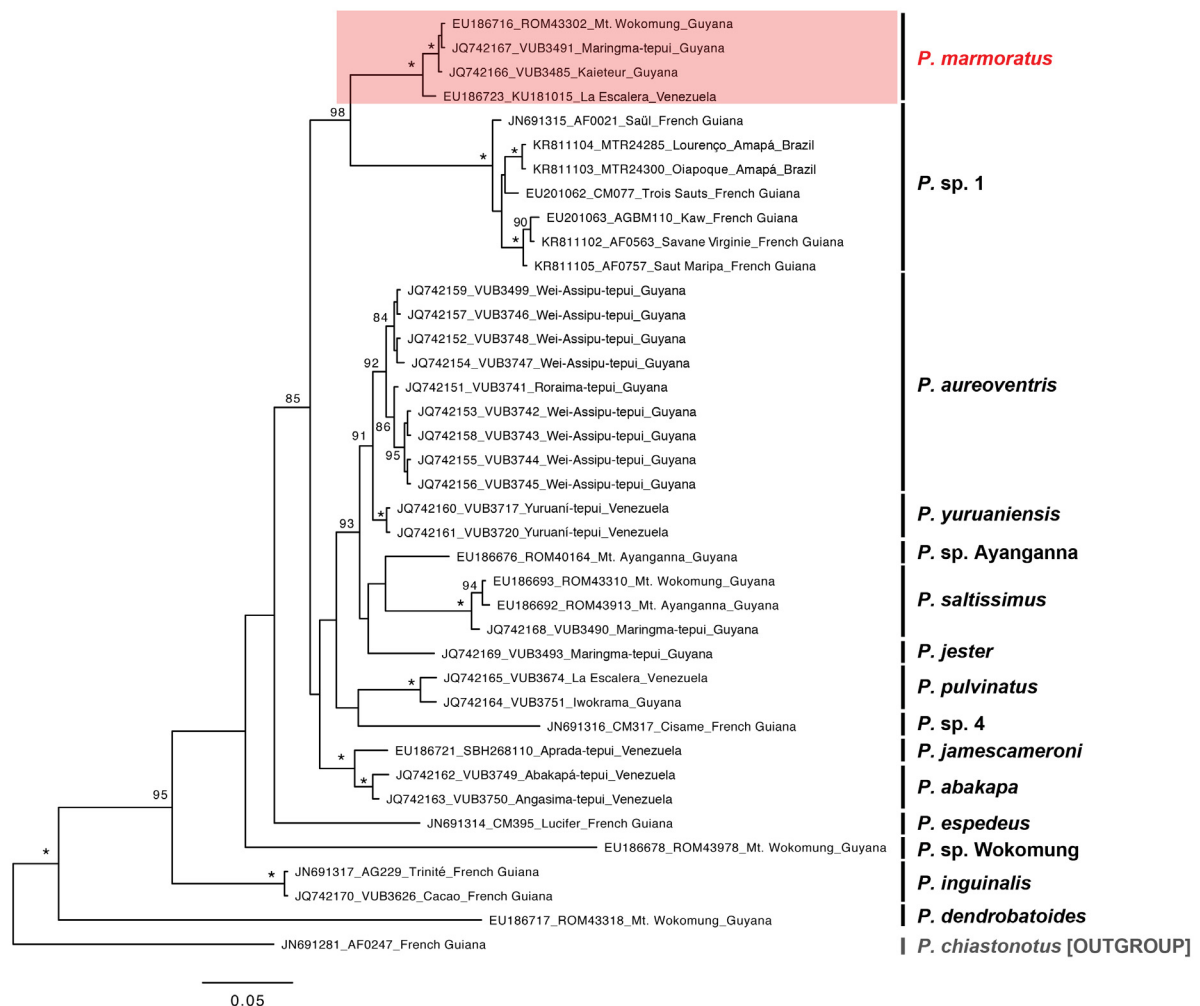 EU186716_ROM43302_Mt. Wokomung_Guyana
JQ742167_VUB3491_Maringma-tepui_Guyana
*
P. marmoratus
*
JQ742166_VUB3485_Kaieteur_Guyana
EU186723_KU181015_La Escalera_Venezuela
98
JN691315_AF0021_Saül_French Guiana
KR811104_MTR24285_Lourenço_Amapá_Brazil
*
*
KR811103_MTR24300_Oiapoque_Amapá_Brazil
P. sp. 1
EU201062_CM077_Trois Sauts_French Guiana
90
EU201063_AGBM110_Kaw_French Guiana
*
KR811102_AF0563_Savane Virginie_French Guiana
KR811105_AF0757_Saut Maripa_French Guiana
JQ742159_VUB3499_Wei-Assipu-tepui_Guyana
84
JQ742157_VUB3746_Wei-Assipu-tepui_Guyana
JQ742152_VUB3748_Wei-Assipu-tepui_Guyana
92
JQ742154_VUB3747_Wei-Assipu-tepui_Guyana
JQ742151_VUB3741_Roraima-tepui_Guyana
P. aureoventris
85
JQ742153_VUB3742_Wei-Assipu-tepui_Guyana
86
91
JQ742158_VUB3743_Wei-Assipu-tepui_Guyana
95
JQ742155_VUB3744_Wei-Assipu-tepui_Guyana
JQ742156_VUB3745_Wei-Assipu-tepui_Guyana
JQ742160_VUB3717_Yuruaní-tepui_Venezuela
*
P. yuruaniensis
93
JQ742161_VUB3720_Yuruaní-tepui_Venezuela
EU186676_ROM40164_Mt. Ayanganna_Guyana
P. sp. Ayanganna
94
EU186693_ROM43310_Mt. Wokomung_Guyana
*
EU186692_ROM43913_Mt. Ayanganna_Guyana
P. saltissimus
JQ742168_VUB3490_Maringma-tepui_Guyana
JQ742169_VUB3493_Maringma-tepui_Guyana
P. jester
*
JQ742165_VUB3674_La Escalera_Venezuela
P. pulvinatus
JQ742164_VUB3751_Iwokrama_Guyana
JN691316_CM317_Cisame_French Guiana
P. sp. 4
*
EU186721_SBH268110_Aprada-tepui_Venezuela
P. jamescameroni
*
JQ742162_VUB3749_Abakapá-tepui_Venezuela
P. abakapa
95
JQ742163_VUB3750_Angasima-tepui_Venezuela
JN691314_CM395_Lucifer_French Guiana
P. espedeus
*
EU186678_ROM43978_Mt. Wokomung_Guyana
P. sp. Wokomung
*
JN691317_AG229_Trinité_French Guiana
P. inguinalis
JQ742170_VUB3626_Cacao_French Guiana
EU186717_ROM43318_Mt. Wokomung_Guyana
P. dendrobatoides
JN691281_AF0247_French Guiana
P. chiastonotus [OUTGROUP]
0.05